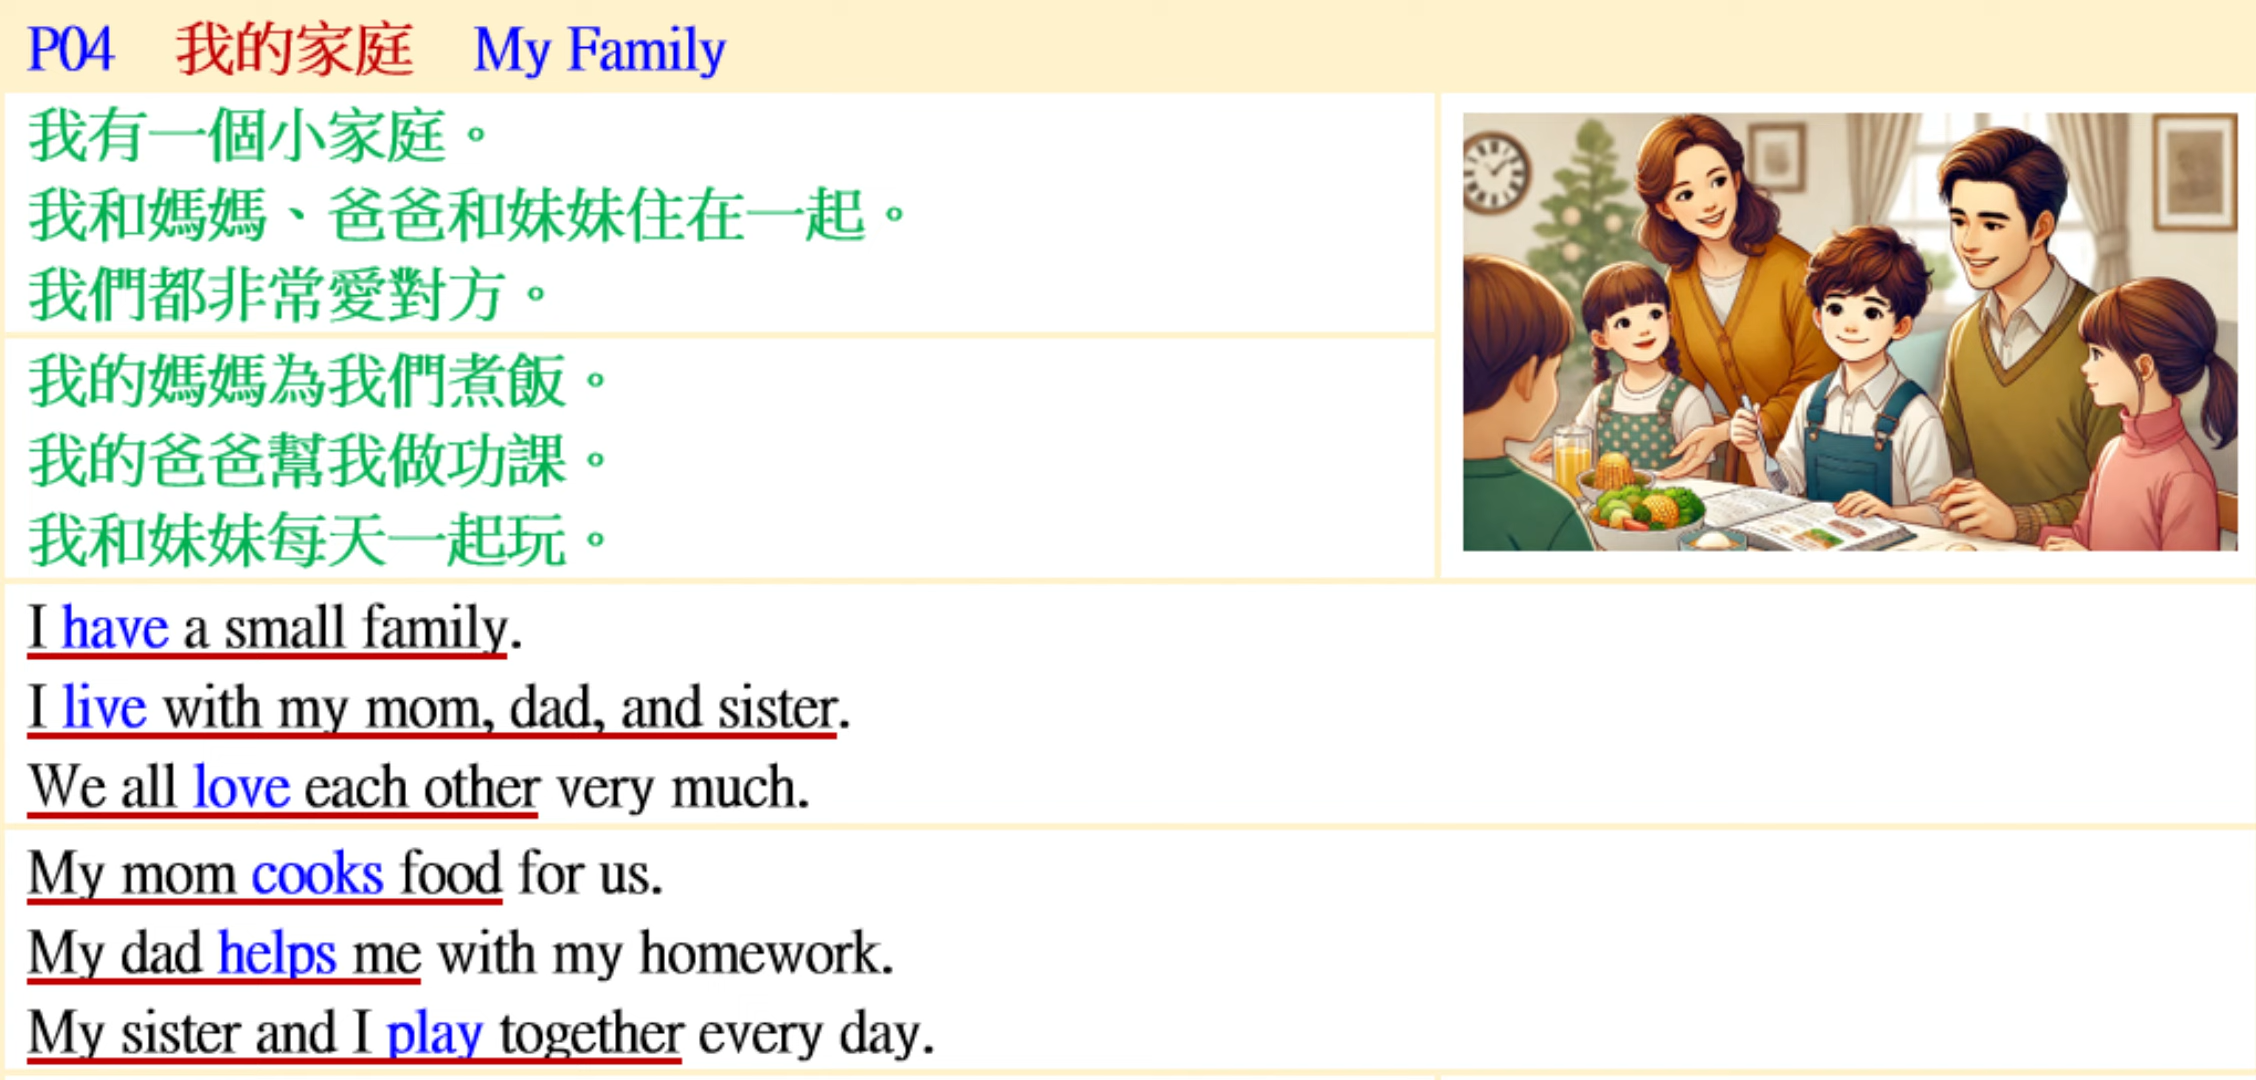 P04 我的家庭 My Family
我有一個小家庭。
我和媽媽、爸爸和妹妹住在一起。
我們都非常愛對方。
我的媽媽為我們煮飯。
我的爸爸幫我做功課。
我和妹妹每天一起玩。
I have a small family.
I live with my mom, dad, and sister.
We all love each other very much.
My mom cooks food for us.
My dad helps me with my homework.
My sister and I play together every day.